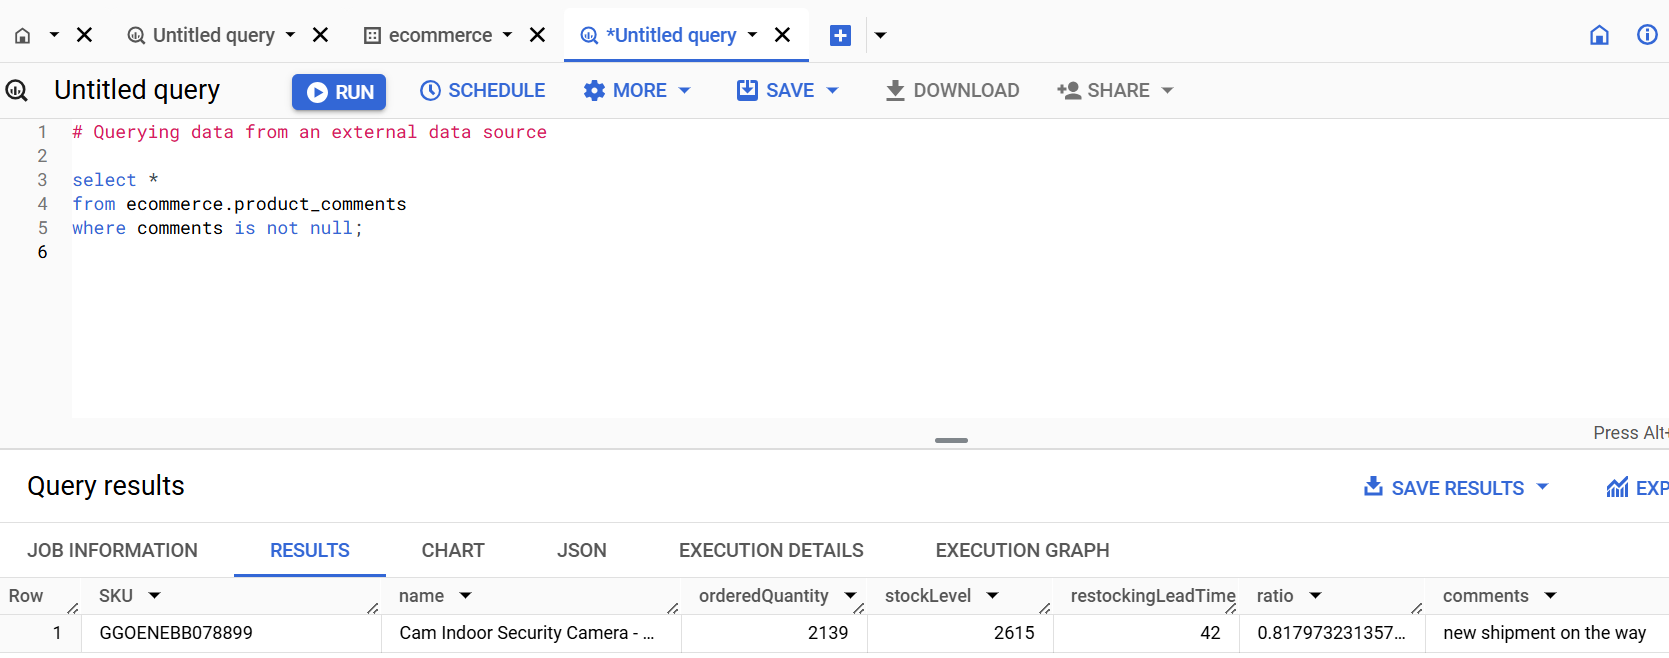 Untitled query ecommerce *Untitled query
Untitled query RUN SCHEDULE MORE SAVE DOWNLOAD SHARE
1 # Querying data from an external data source
2
3 select *
4 from ecommerce.product_comments
5 where comments is not null;
6
Press Alt+
Query results SAVE RESULTS EXP
JOB INFORMATION RESULTS CHART JSON EXECUTION DETAILS EXECUTION GRAPH
Row SKU name orderedQuantity stockLevel restockingLeadTime ratio comments
1 GGOENEBB078899 Cam Indoor Security Camera - ... 2139 2615 42 0.817973231357... new shipment on the way